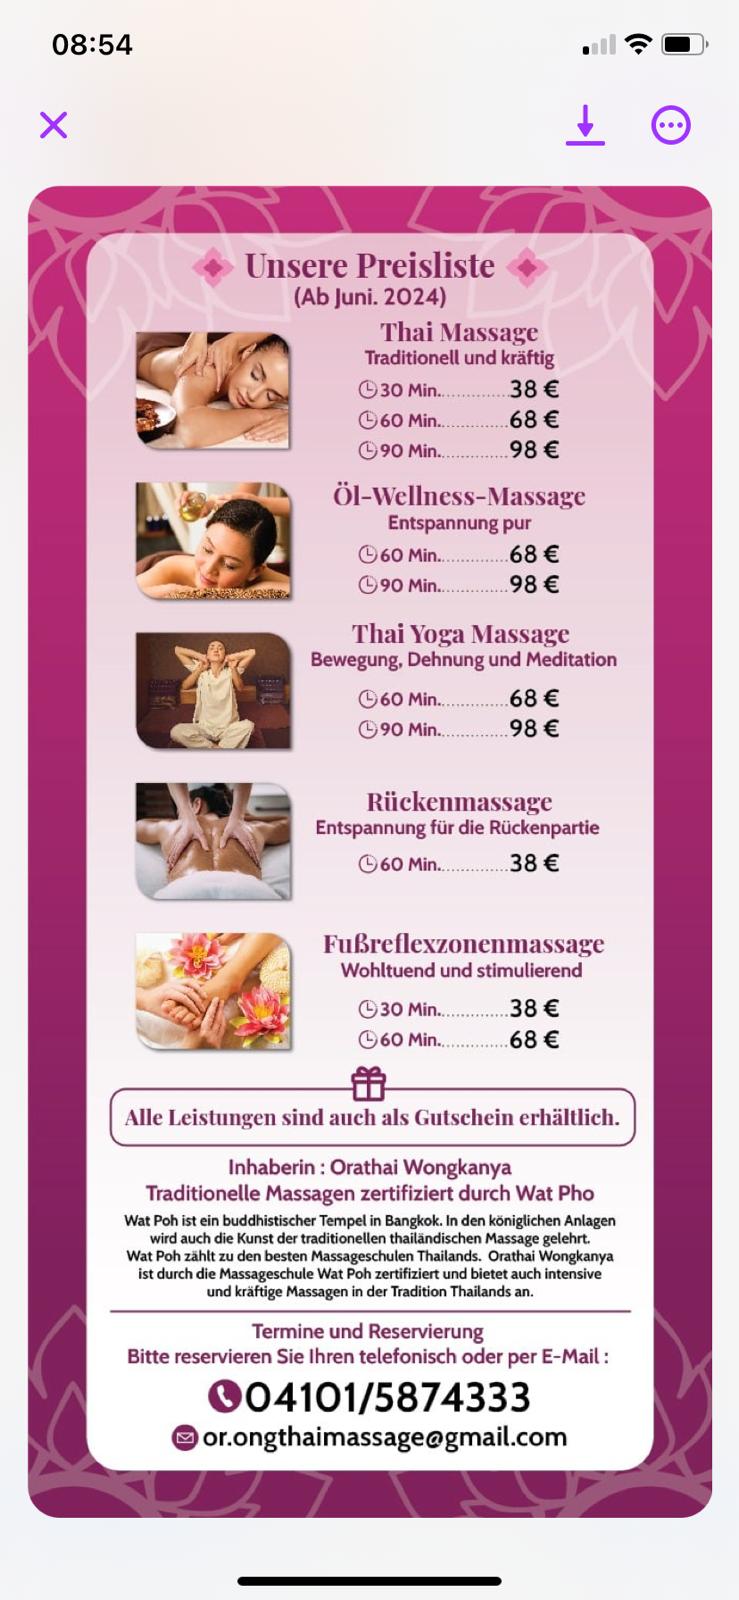 08:54
Unsere Preisliste
(Ab Juni. 2024)
Thai Massage
Traditionell und kräftig
30 Min..............38 €
60 Min..............68 €
90 Min..............98 €
Öl-Wellness-Massage
Entspannung pur
60 Min..............68 €
90 Min..............98 €
Thai Yoga Massage
Bewegung, Dehnung und Meditation
60 Min..............68 €
90 Min..............98 €
Rückenmassage
Entspannung für die Rückenpartie
60 Min..............38 €
Fußreflexzonenmassage
Wohltuend und stimulierend
30 Min..............38 €
60 Min..............68 €
Alle Leistungen sind auch als Gutschein erhältlich.
Inhaberin : Orathai Wongkanya
Traditionelle Massagen zertifiziert durch Wat Pho
Wat Poh ist ein buddhistischer Tempel in Bangkok. In den königlichen Anlagen
wird auch die Kunst der traditionellen thailändischen Massage gelehrt.
Wat Poh zählt zu den besten Massageschulen Thailands. Orathai Wongkanya
ist durch die Massageschule Wat Poh zertifiziert und bietet auch intensive
und kräftige Massagen in der Tradition Thailands an.
Termine und Reservierung
Bitte reservieren Sie Ihren telefonisch oder per E-Mail :
04101/5874333
or.ongthaimassage@gmail.com